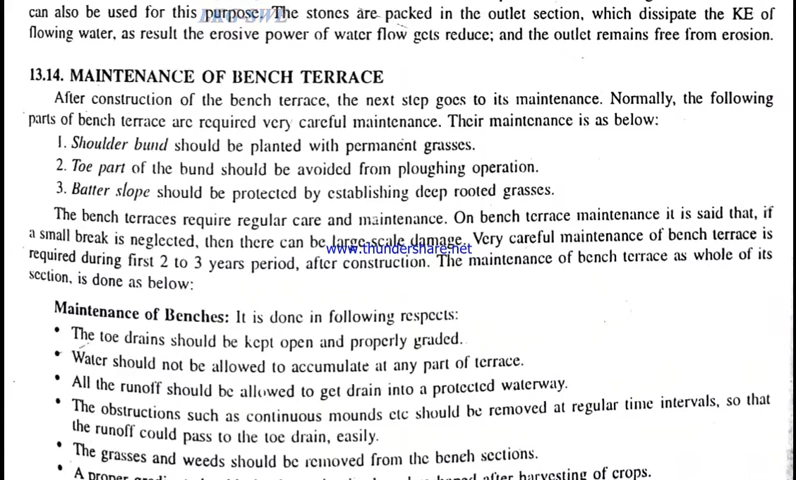 can also be used for this purpose. The stones are packed in the outlet section, which dissipate the KE of
flowing water, as result the erosive power of water flow gets reduce; and the outlet remains free from erosion.
13.14. MAINTENANCE OF BENCH TERRACE
After construction of the bench terrace, the next step goes to its maintenance. Normally, the following
parts of bench terrace are required very careful maintenance. Their maintenance is as below:
1. Shoulder bund should be planted with permanent grasses.
2. Toe part of the bund should be avoided from ploughing operation.
3. Batter slope should be protected by establishing deep rooted grasses.
The bench terraces require regular care and maintenance. On bench terrace maintenance it is said that, if
a small break is neglected, then there can be large-scale damage. Very careful maintenance of bench terrace is
www.thundershare.net
required during first 2 to 3 years period, after construction. The maintenance of bench terrace as whole of its
section, is done as below:
Maintenance of Benches: It is done in following respects:
• The toe drains should be kept open and properly graded.
• Water should not be allowed to accumulate at any part of terrace.
• All the runoff should be allowed to get drain into a protected waterway.
• The obstructions such as continuous mounds etc should be removed at regular time intervals, so that
the runoff could pass to the toe drain, easily.
• The grasses and weeds should be removed from the bench sections.
• A proper after harvesting of crops.